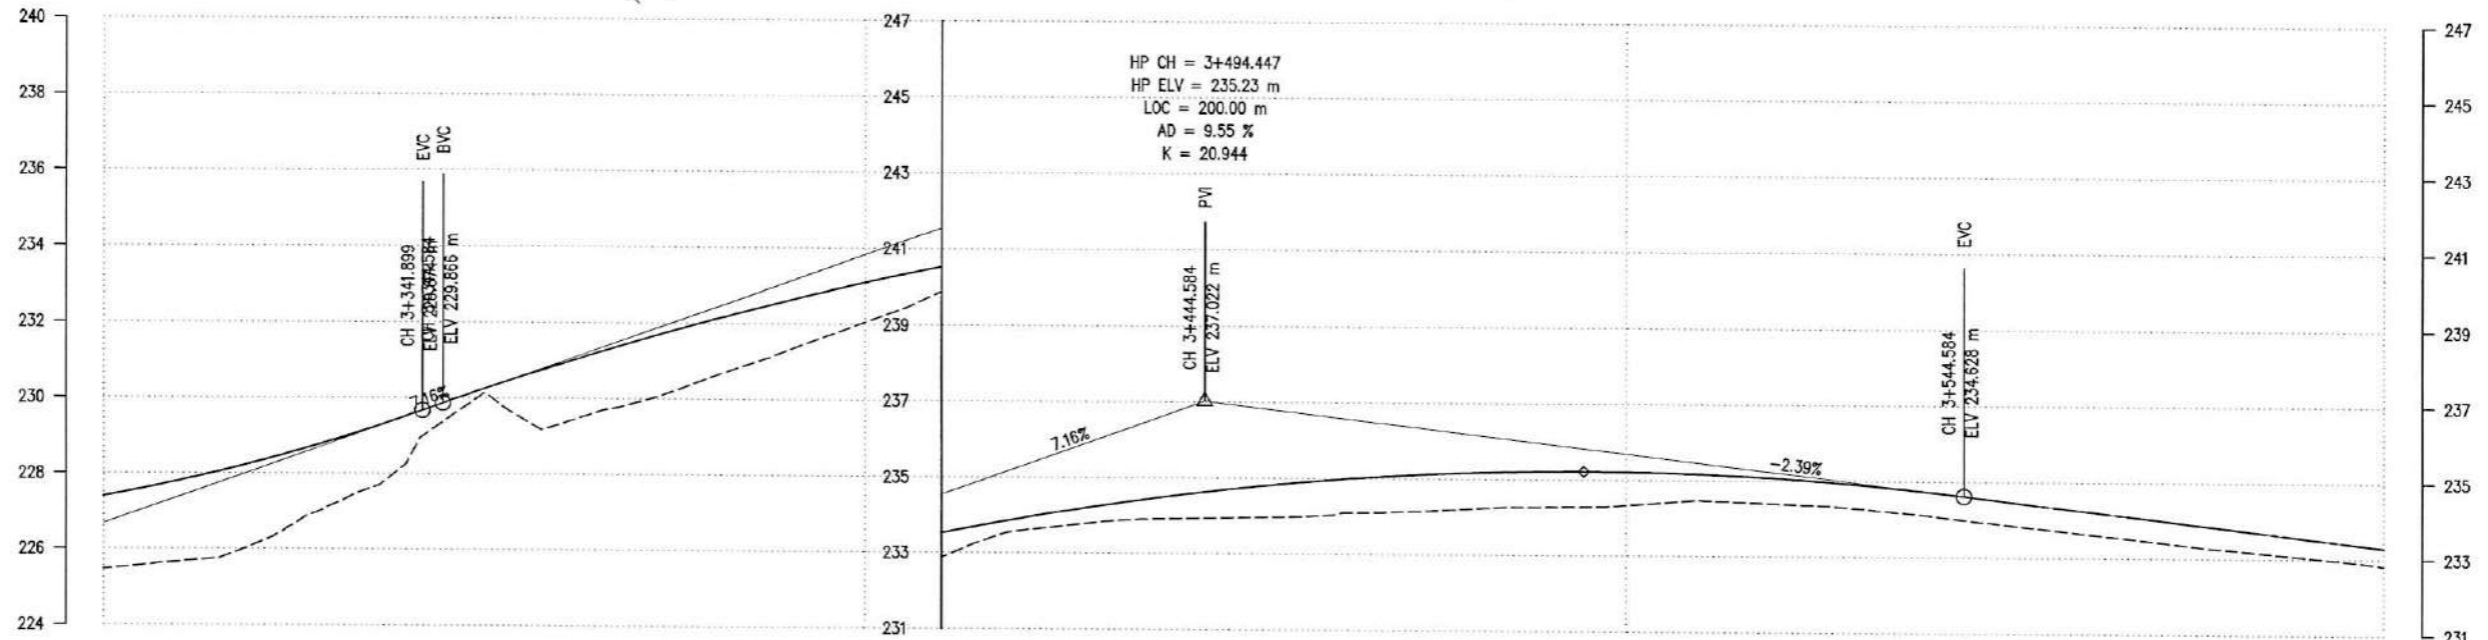 240
238
236
234
232
230
228
226
224
EVC
BVC
CH 3+341.899
ELV 229.866 m
7.16%
247
245
243
241
239
237
235
233
231
HP CH = 3+494.447
HP ELV = 235.23 m
LOC = 200.00 m
AD = 9.55 %
K = 20.944
PVI
CH 3+444.584
ELV 237.022 m
7.16%
-2.39%
EVC
CH 3+544.584
ELV 234.628 m
247
245
243
241
239
237
235
233
231